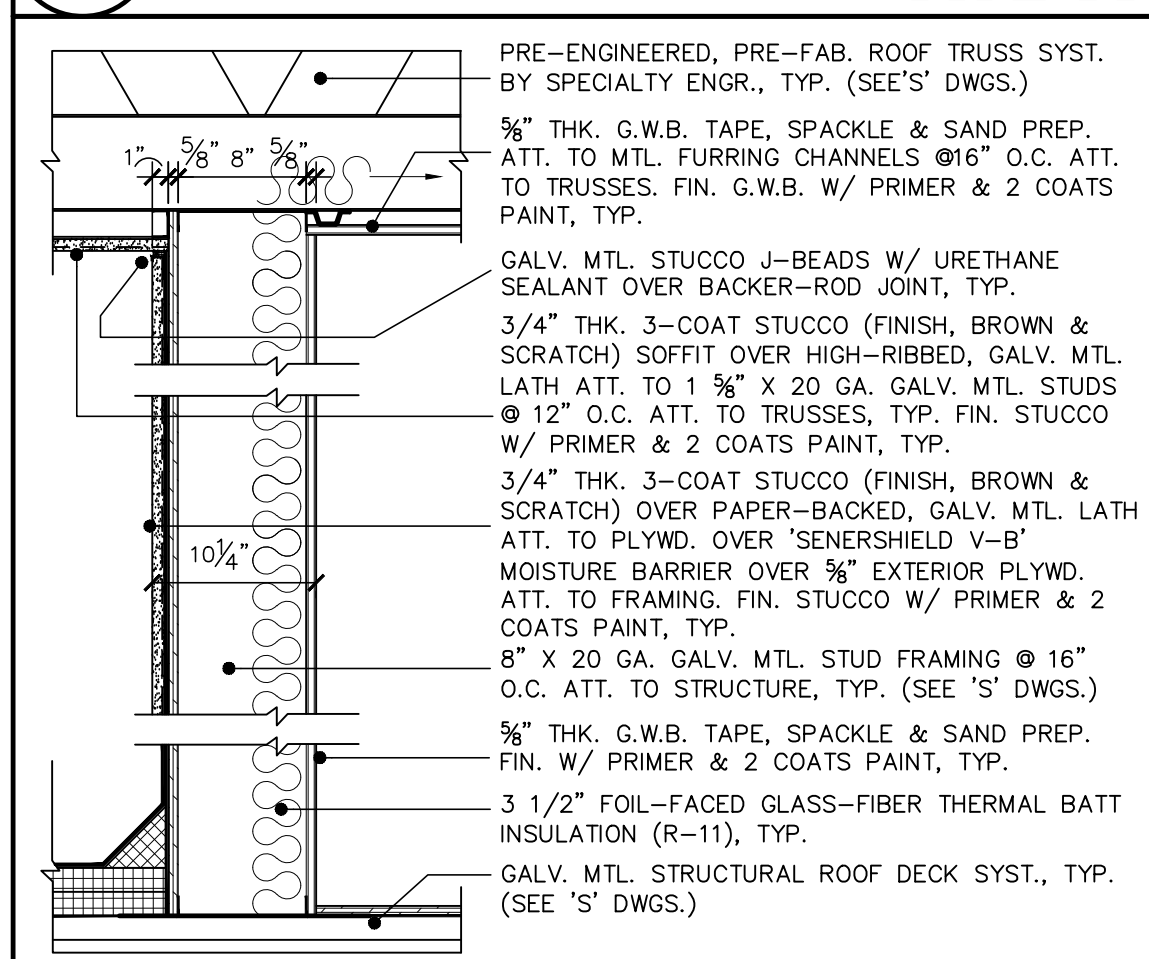 PRE-ENGINEERED, PRE-FAB. ROOF TRUSS SYST.
BY SPECIALTY ENGR., TYP. (SEE'S' DWGS.)
⅝" THK. G.W.B. TAPE, SPACKLE & SAND PREP.
ATT. TO MTL. FURRING CHANNELS @16" O.C. ATT.
TO TRUSSES. FIN. G.W.B. W/ PRIMER & 2 COATS
PAINT, TYP.
1" ⅝" 8" ⅝"
GALV. MTL. STUCCO J-BEADS W/ URETHANE
SEALANT OVER BACKER-ROD JOINT, TYP.
3/4" THK. 3-COAT STUCCO (FINISH, BROWN &
SCRATCH) SOFFIT OVER HIGH-RIBBED, GALV. MTL.
LATH ATT. TO 1 ⅝" X 20 GA. GALV. MTL. STUDS
@ 12" O.C. ATT. TO TRUSSES, TYP. FIN. STUCCO
W/ PRIMER & 2 COATS PAINT, TYP.
3/4" THK. 3-COAT STUCCO (FINISH, BROWN &
SCRATCH) OVER PAPER-BACKED, GALV. MTL. LATH
ATT. TO PLYWD. OVER 'SENERSHIELD V-B'
MOISTURE BARRIER OVER ⅝" EXTERIOR PLYWD.
ATT. TO FRAMING. FIN. STUCCO W/ PRIMER & 2
COATS PAINT, TYP.
10¼"
8" X 20 GA. GALV. MTL. STUD FRAMING @ 16"
O.C. ATT. TO STRUCTURE, TYP. (SEE 'S' DWGS.)
⅝" THK. G.W.B. TAPE, SPACKLE & SAND PREP.
FIN. W/ PRIMER & 2 COATS PAINT, TYP.
3 1/2" FOIL-FACED GLASS-FIBER THERMAL BATT
INSULATION (R-11), TYP.
GALV. MTL. STRUCTURAL ROOF DECK SYST., TYP.
(SEE 'S' DWGS.)